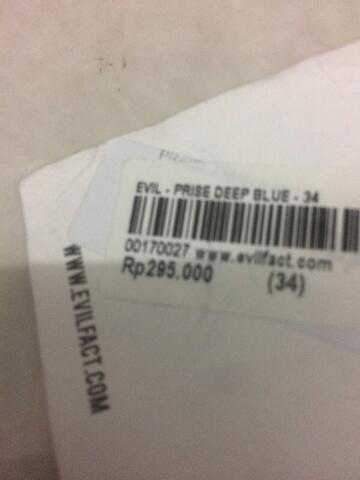 EVIL - PRISE DEEP BLUE - 34
00170027 www.evilfact.com
Rp295.000 (34)
WWW.EVILFACT.COM